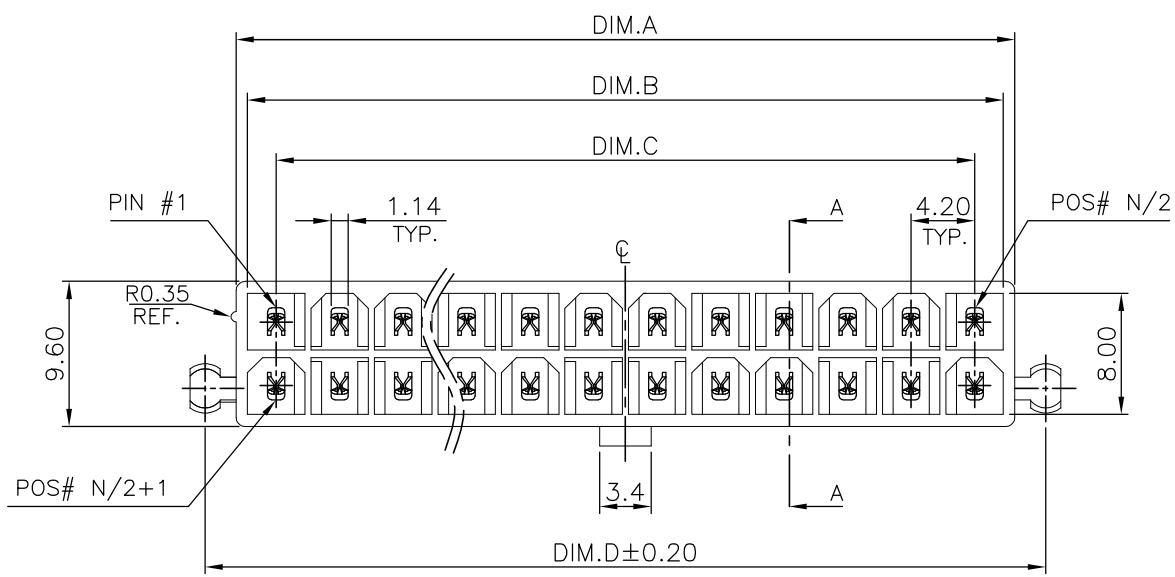 DIM.A
DIM.B
DIM.C
PIN #1
1.14
TYP.
A
4.20
TYP.
POS# N/2
℄
R0.35
REF.
9.60
8.00
POS# N/2+1
3.4
A
DIM.D±0.20